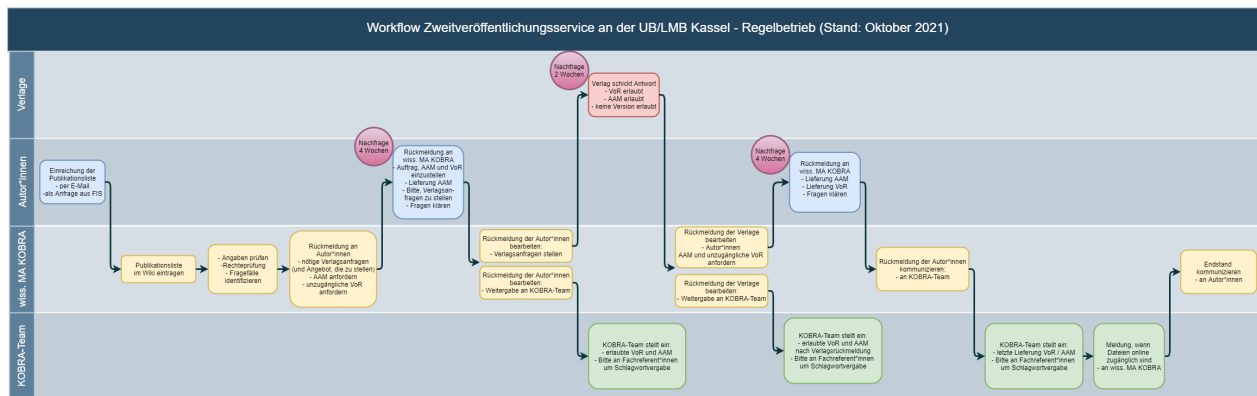 Workflow Zweitveröffentlichungsservice an der UB/LMB Kassel - Regelbetrieb (Stand: Oktober 2021)
Verlage
Nachfrage
2 Wochen
Verlag schickt Antwort
- VoR erlaubt
- AAM erlaubt
- keine Version erlaubt
Autor*innen
Einreichung der
Publikationsliste
- per E-Mail
-als Anfrage aus FIS
Nachfrage
4 Wochen
Rückmeldung an
wiss. MA KOBRA
- Auftrag, AAM und VoR
einzustellen
- Lieferung AAM
- Bitte, Verlagsan-
fragen zu stellen
- Fragen klären
Nachfrage
4 Wochen
Rückmeldung an
wiss. MA KOBRA
- Lieferung AAM
- Lieferung VoR
- Fragen klären
wiss. MA KOBRA
Publikationsliste
im Wiki eintragen
- Angaben prüfen
-Rechteprüfung
- Fragefälle
identifizieren
Rückmeldung an
Autor*innen
- nötige Verlagsanfragen
(und Angebot, die zu stellen)
- AAM anfordern
- unzugängliche VoR
anfordern
Rückmeldung der Autor*innen
bearbeiten:
- Verlagsanfragen stellen
Rückmeldung der Autor*innen
bearbeiten:
- Weitergabe an KOBRA-Team
Rückmeldung der Verlage
bearbeiten
- Autor*innen:
AAM und unzugängliche VoR
anfordern
Rückmeldung der Verlage
bearbeiten:
- Weitergabe an KOBRA-Team
Rückmeldung der Autor*innen
kommunizieren:
- an KOBRA-Team
Endstand
kommunizieren
- an Autor*innen
KOBRA-Team
KOBRA-Team stellt ein:
- erlaubte VoR und AAM
- Bitte an Fachreferent*innen
um Schlagwortvergabe
KOBRA-Team stellt ein:
- erlaubte VoR und AAM
nach Verlagsrückmeldung
- Bitte an Fachreferent*innen
um Schlagwortvergabe
KOBRA-Team stellt ein:
- letzte Lieferung VoR / AAM
- Bitte an Fachreferent*innen
um Schlagwortvergabe
Meldung, wenn
Dateien online
zugänglich sind
- an wiss. MA KOBRA